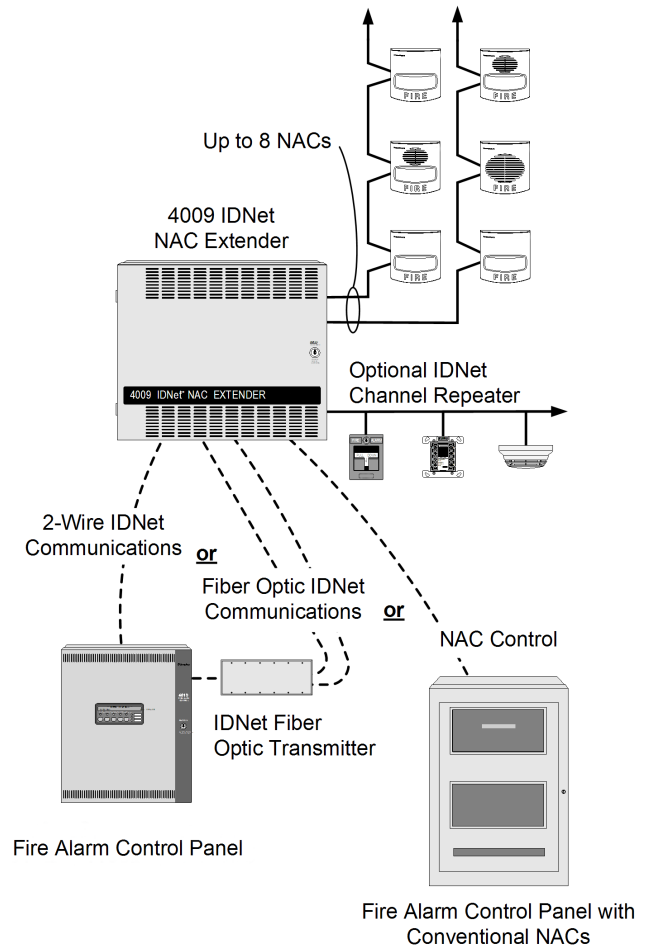 FIRE
FIRE
Up to 8 NACs
FIRE
FIRE
4009 IDNet
NAC Extender
FIRE
FIRE
4009 IDNet™ NAC EXTENDER
Optional IDNet
Channel Repeater
2-Wire IDNet
Communications
or
Fiber Optic IDNet
Communications
or
NAC Control
IDNet Fiber
Optic Transmitter
Fire Alarm Control Panel
Fire Alarm Control Panel with
Conventional NACs